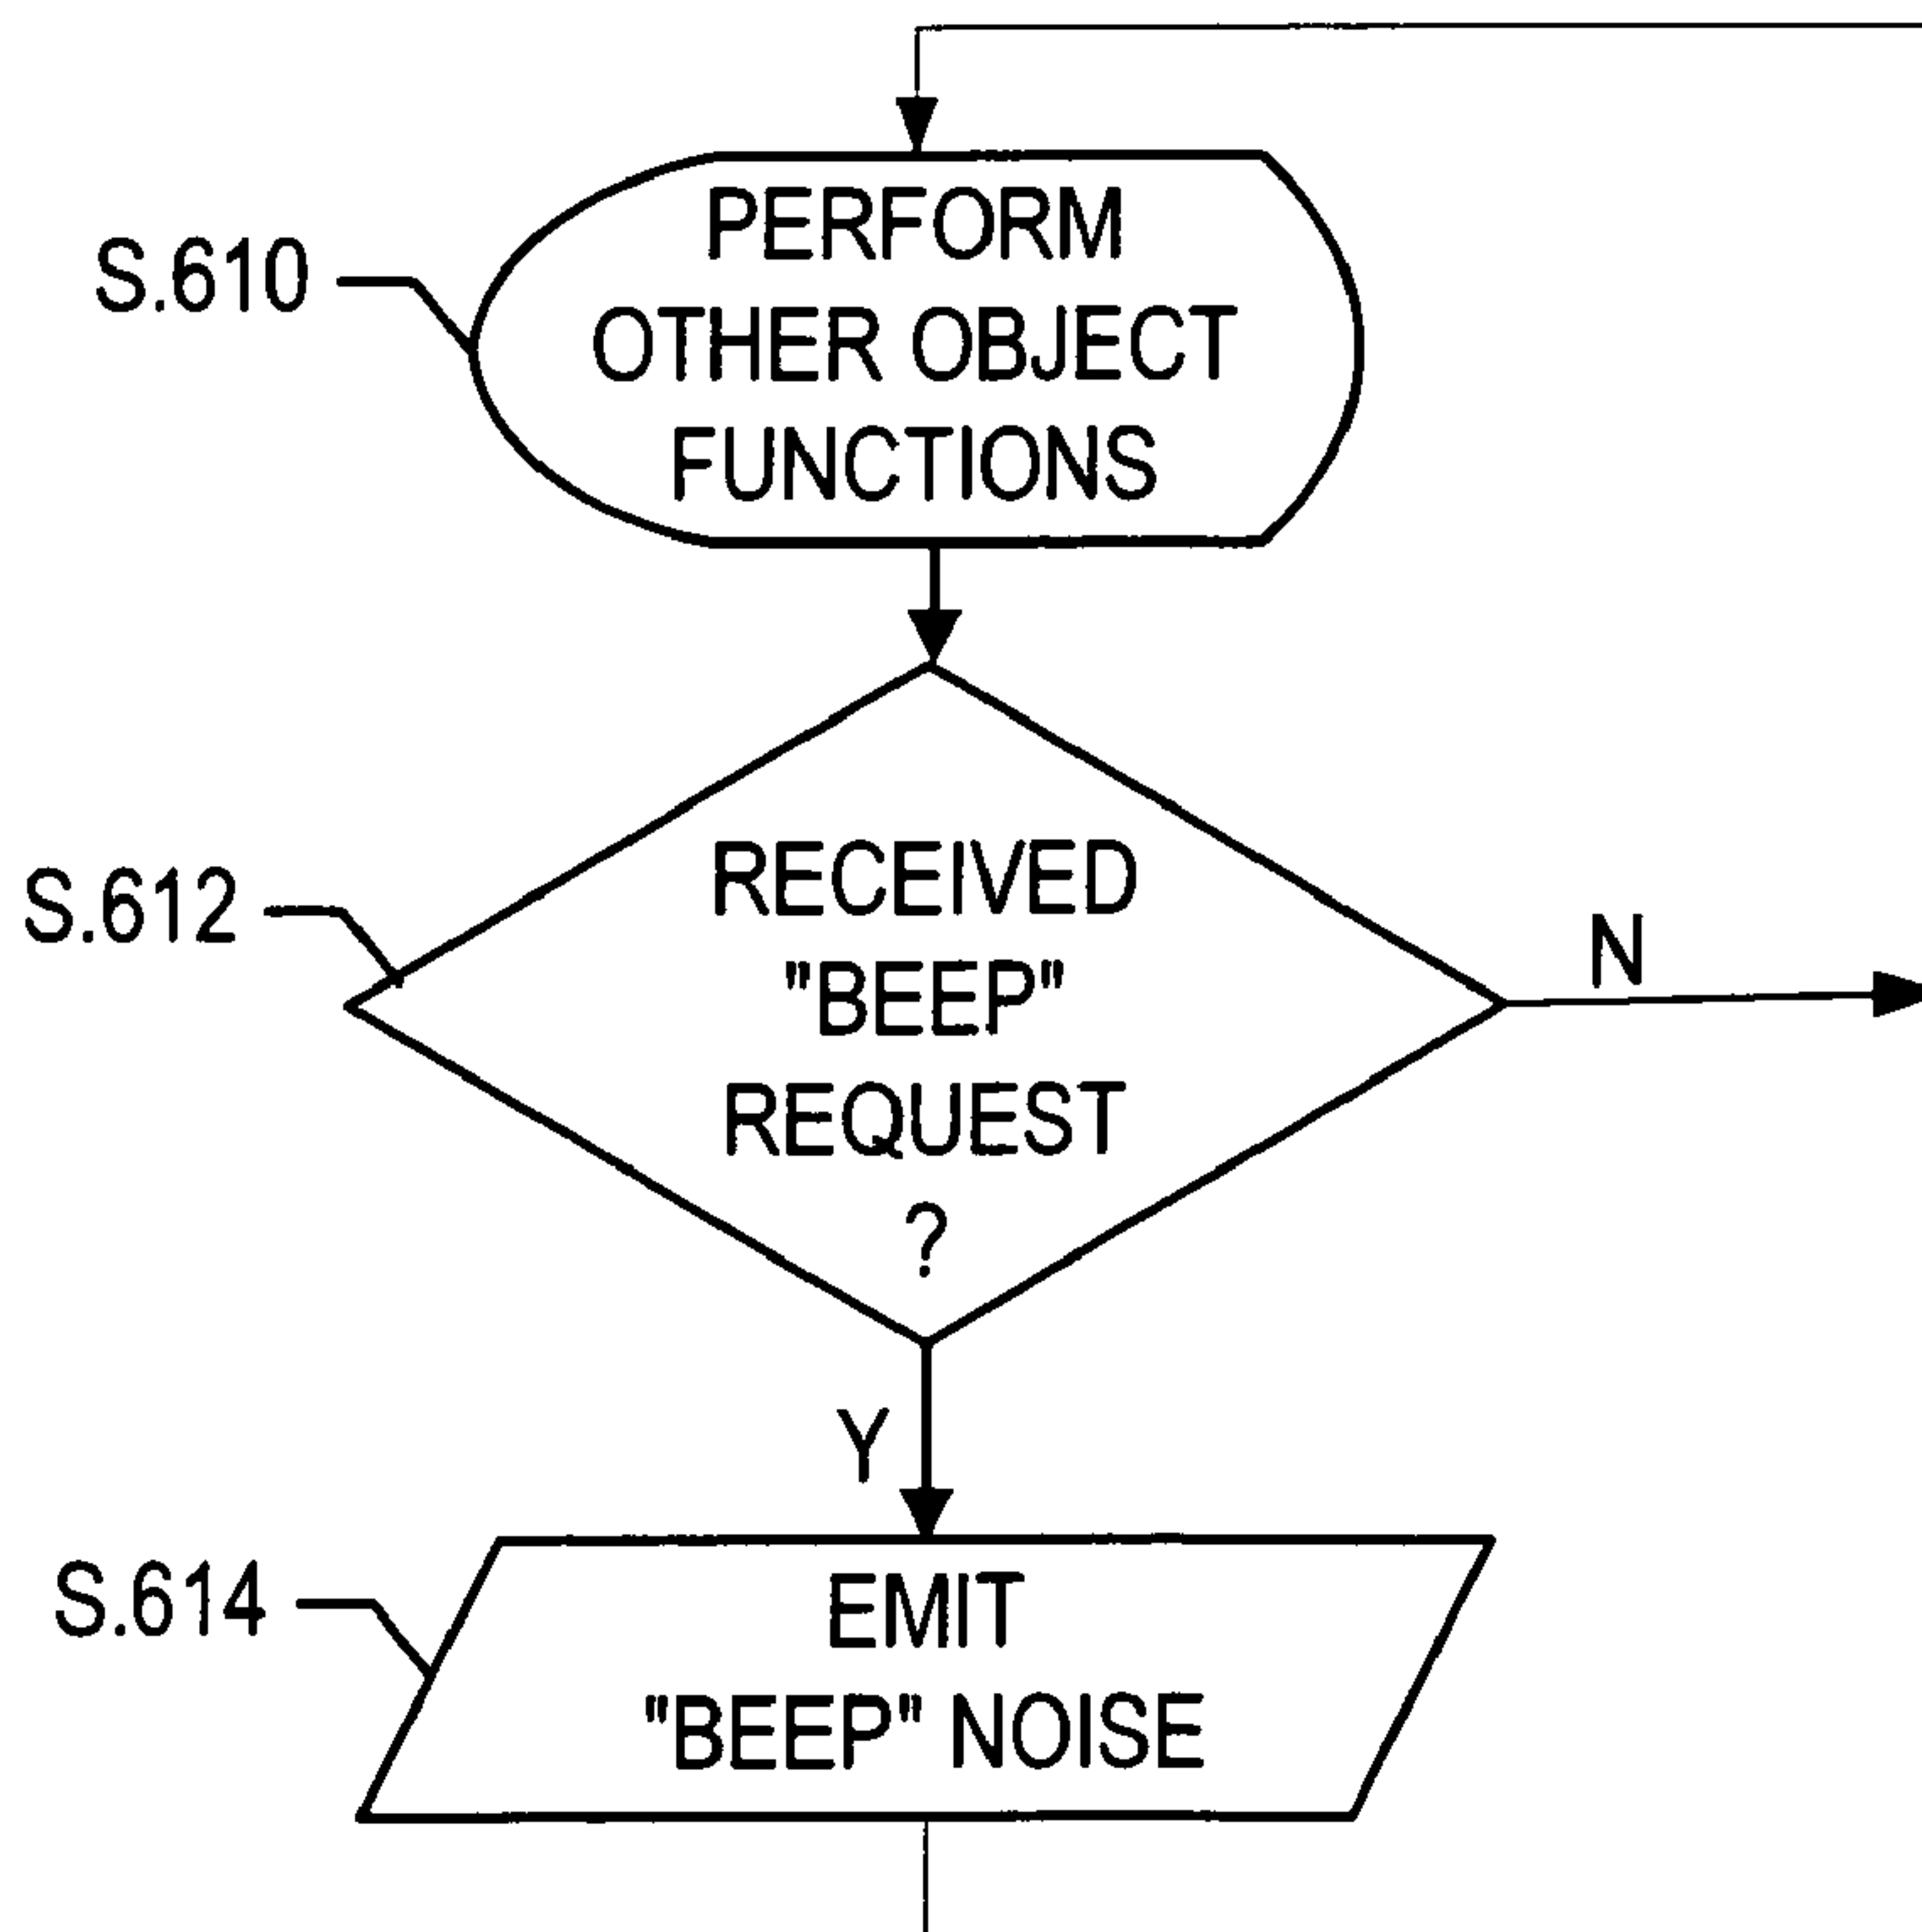 S.610
PERFORM
OTHER OBJECT
FUNCTIONS
S.612
RECEIVED
"BEEP"
REQUEST
?
N
Y
S.614
EMIT
"BEEP" NOISE